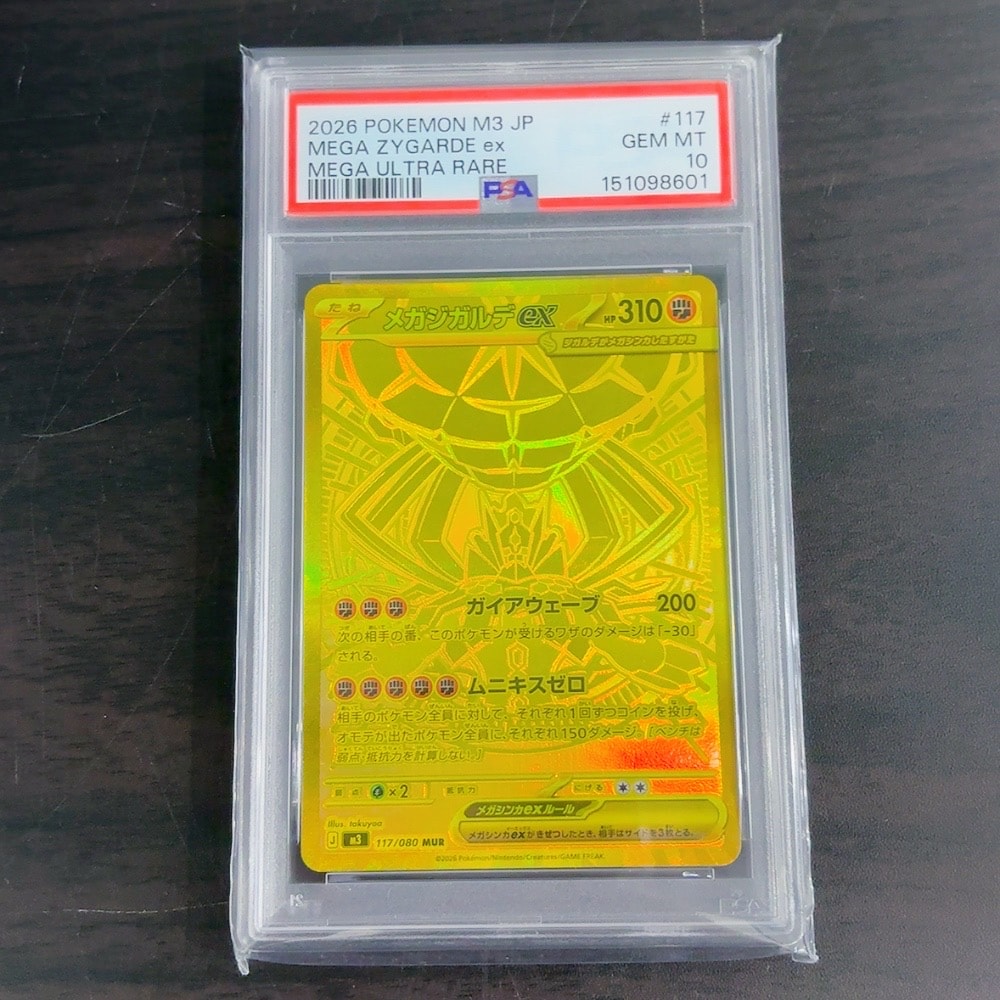 2026 POKEMON M3 JP
#117
MEGA ZYGARDE ex
GEM MT
MEGA ULTRA RARE
10
PSA
151098601
たね
メガジガルデex
HP310
ジガルデがメガシンカしたすがた
ガイアウェーブ 200
次の相手の番、このポケモンが受けるワザのダメージは「-30」
される。
ムニキスゼロ
相手のポケモン全員に対して、それぞれ1回ずつコインを投げ、
オモテが出たポケモン全員に、それぞれ150ダメージ。[ベンチは
弱点・抵抗力を計算しない。]
弱点 ×2 抵抗力 にげる
メガシンカexルール
メガシンカexがきぜつしたとき、相手はサイドを3枚とる。
Illus. takuyoa
J m3 117/080 MUR
©2026 Pokémon/Nintendo/Creatures/GAME FREAK.